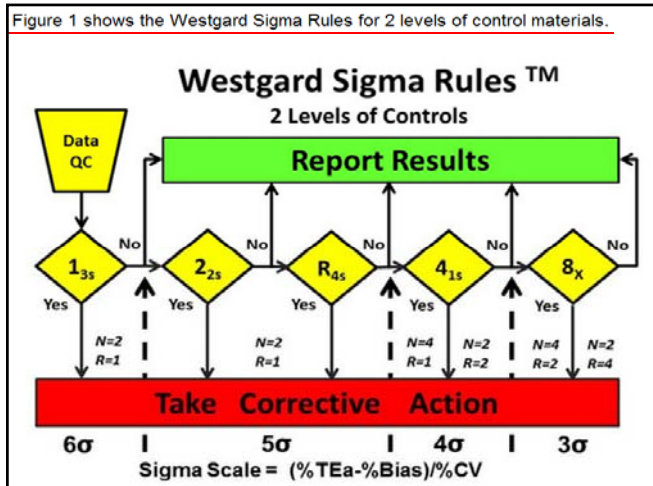 Figure 1 shows the Westgard Sigma Rules for 2 levels of control materials.
Westgard Sigma Rules ™
2 Levels of Controls
Data
QC
Report Results
No
No
No
No
No
1₃ₛ
2₂ₛ
R₄ₛ
4₁ₛ
8ₓ
Yes
Yes
Yes
Yes
Yes
N=2
R=1
N=2
R=1
N=4
R=1
N=2
R=2
N=4
R=2
N=2
R=4
Take Corrective Action
6σ
5σ
4σ
3σ
Sigma Scale = (%TEa-%Bias)/%CV